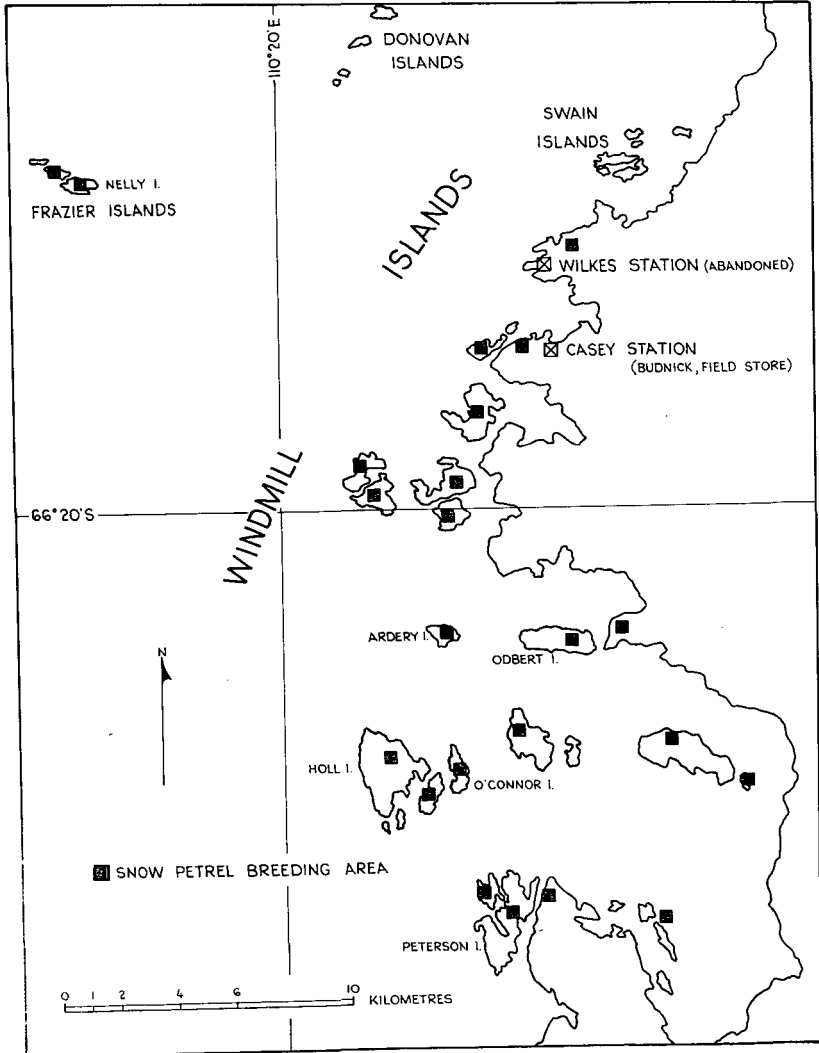 110°20'E
DONOVAN
ISLANDS
SWAIN
ISLANDS
NELLY I.
FRAZIER ISLANDS
WINDMILL ISLANDS
WILKES STATION (ABANDONED)
CASEY STATION
(BUDNICK, FIELD STORE)
66°20'S
ARDERY I.
ODBERT I.
N
HOLL I.
O'CONNOR I.
SNOW PETREL BREEDING AREA
PETERSON I.
0 1 2 4 6 10
KILOMETRES